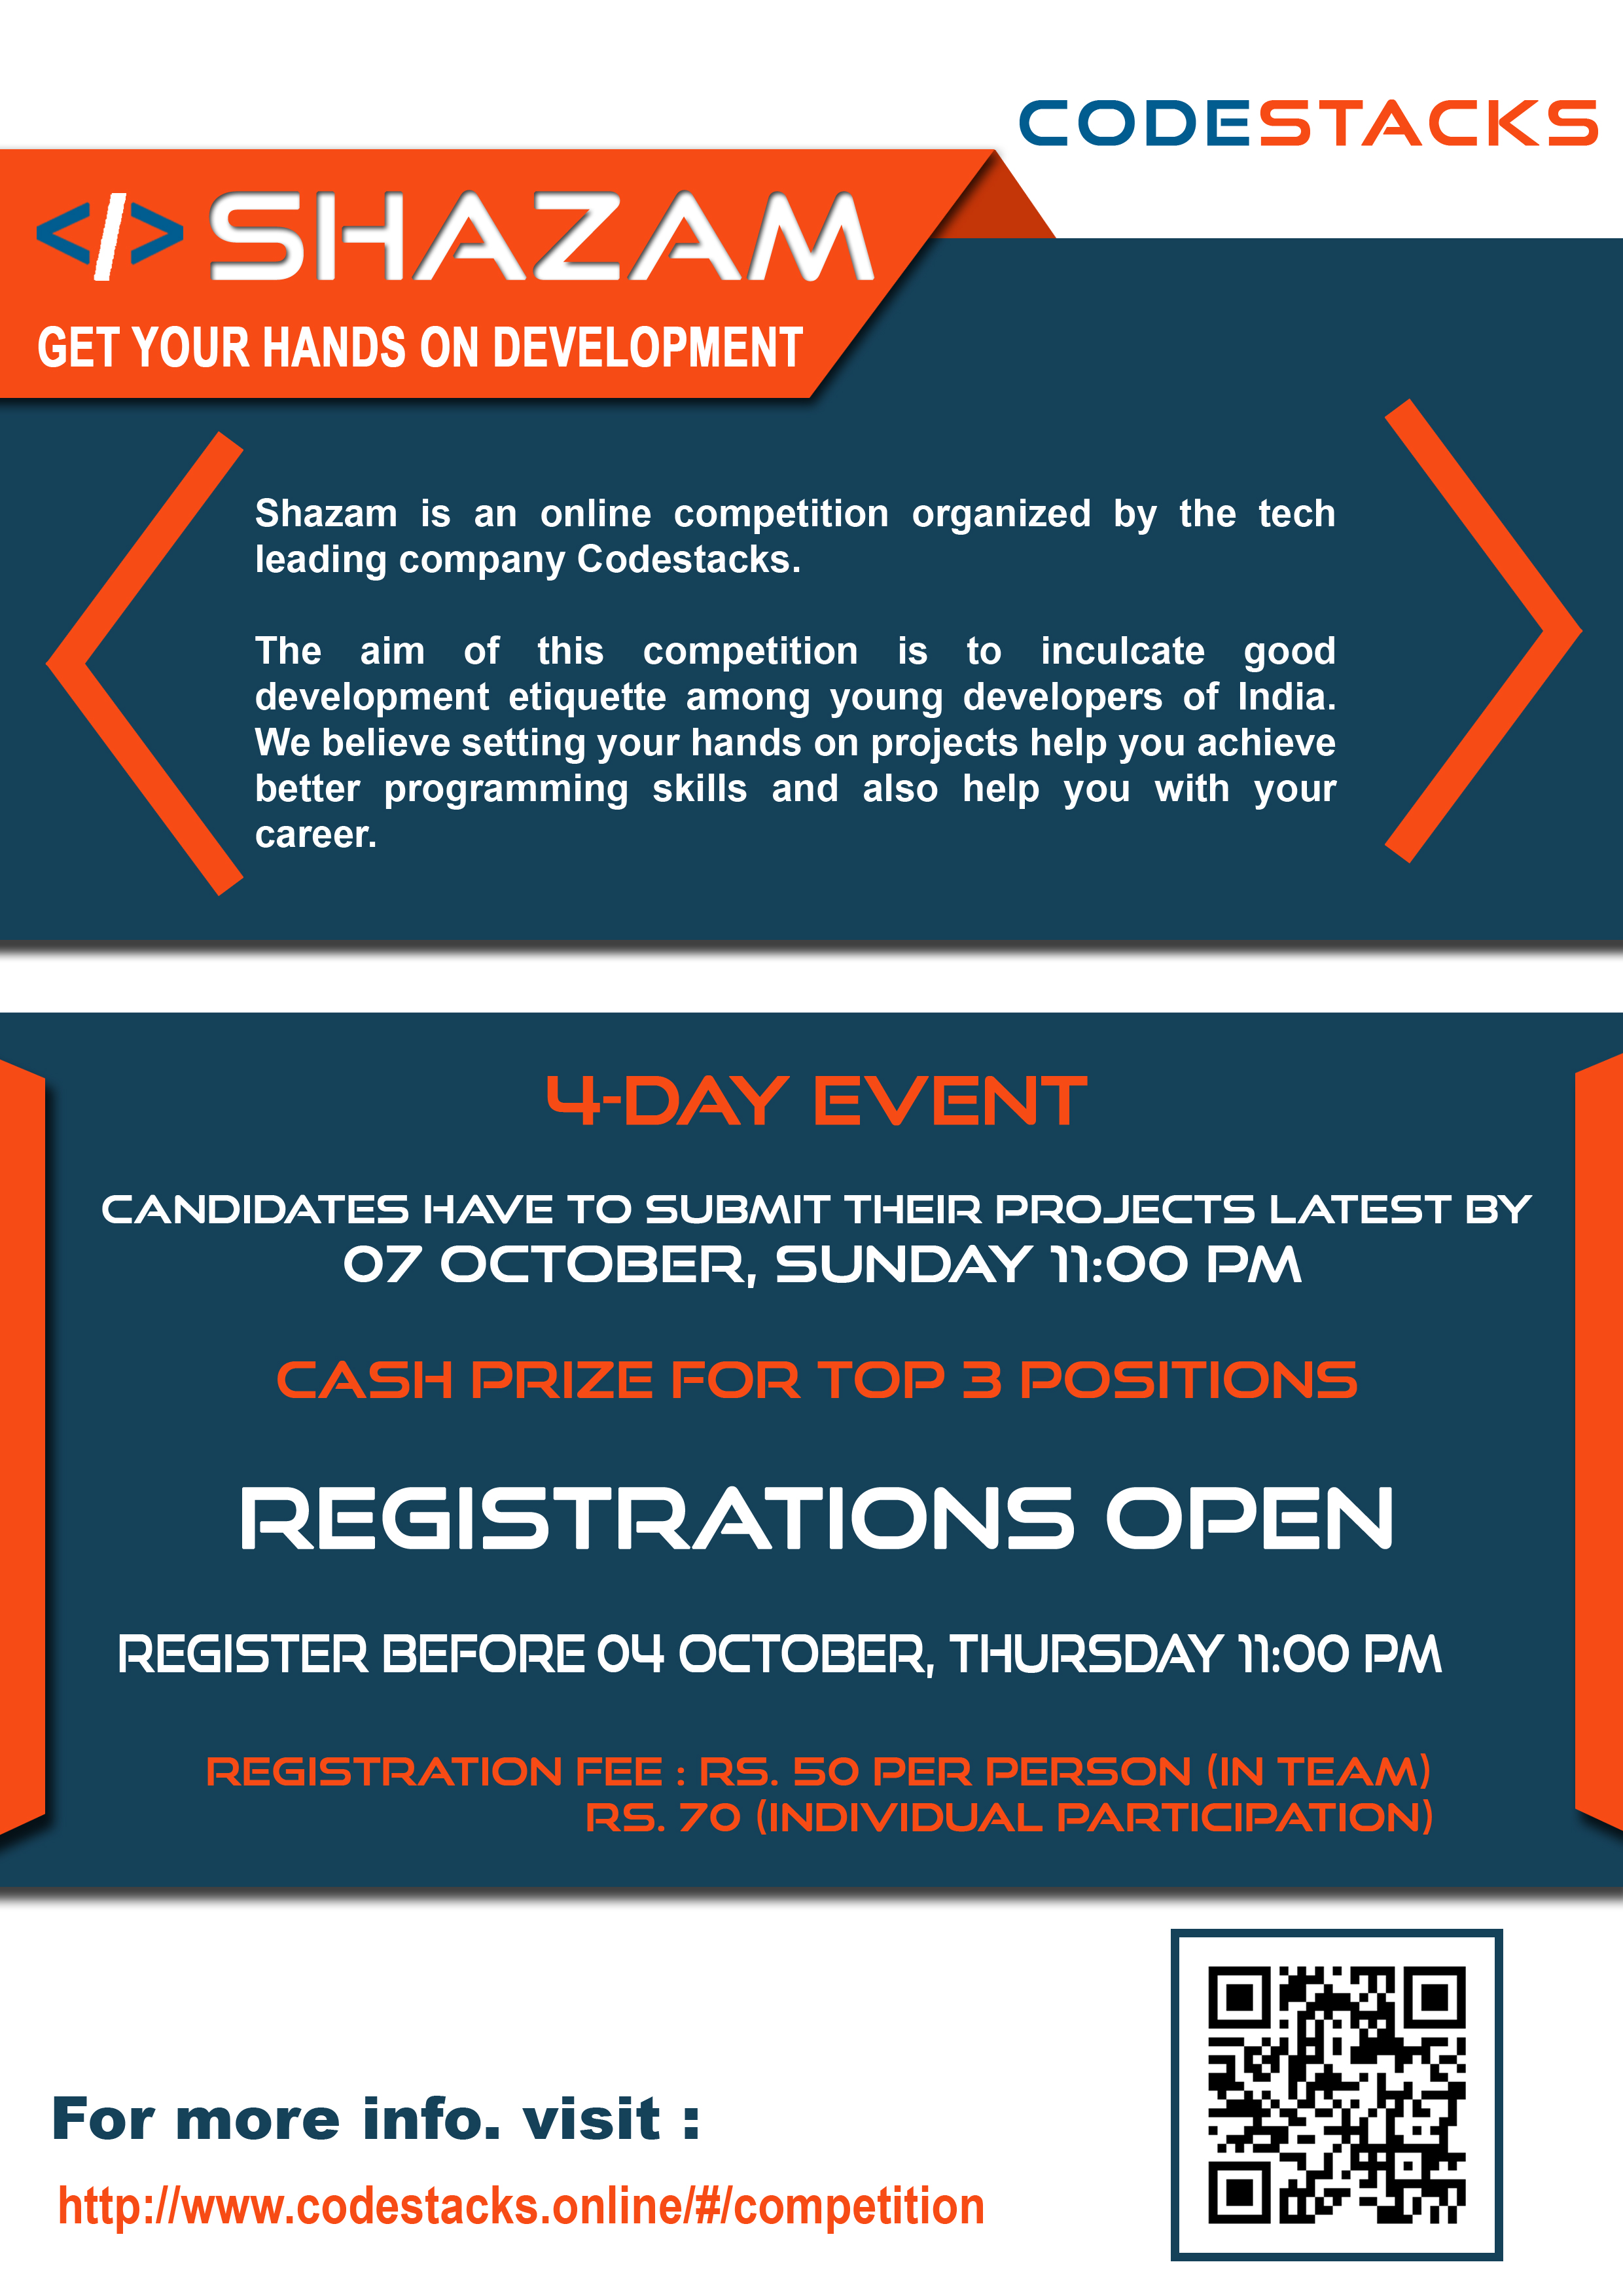 CODESTACKS
</> SHAZAM
GET YOUR HANDS ON DEVELOPMENT
Shazam is an online competition organized by the tech
leading company Codestacks.
The aim of this competition is to inculcate good
development etiquette among young developers of India.
We believe setting your hands on projects help you achieve
better programming skills and also help you with your
career.
4-DAY EVENT
CANDIDATES HAVE TO SUBMIT THEIR PROJECTS LATEST BY
07 OCTOBER, SUNDAY 11:00 PM
CASH PRIZE FOR TOP 3 POSITIONS
REGISTRATIONS OPEN
REGISTER BEFORE 04 OCTOBER, THURSDAY 11:00 PM
REGISTRATION FEE : RS. 50 PER PERSON (IN TEAM)
RS. 70 (INDIVIDUAL PARTICIPATION)
For more info. visit :
http://www.codestacks.online/#/competition